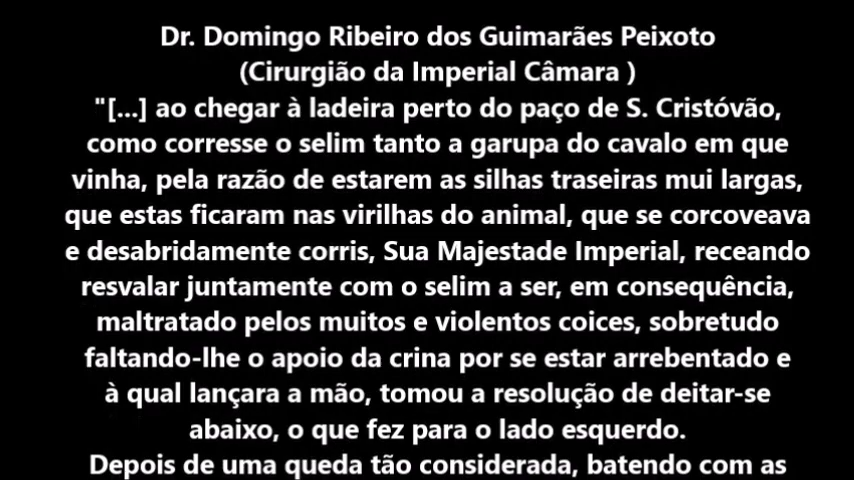 Dr. Domingo Ribeiro dos Guimarães Peixoto
(Cirurgião da Imperial Câmara )
"[...] ao chegar à ladeira perto do paço de S. Cristóvão,
como corresse o selim tanto a garupa do cavalo em que
vinha, pela razão de estarem as silhas traseiras mui largas,
que estas ficaram nas virilhas do animal, que se corcoveava
e desabridamente corris, Sua Majestade Imperial, receando
resvalar juntamente com o selim a ser, em consequência,
maltratado pelos muitos e violentos coices, sobretudo
faltando-lhe o apoio da crina por se estar arrebentado e
à qual lançara a mão, tomou a resolução de deitar-se
abaixo, o que fez para o lado esquerdo.
Depois de uma queda tão considerada, batendo com as